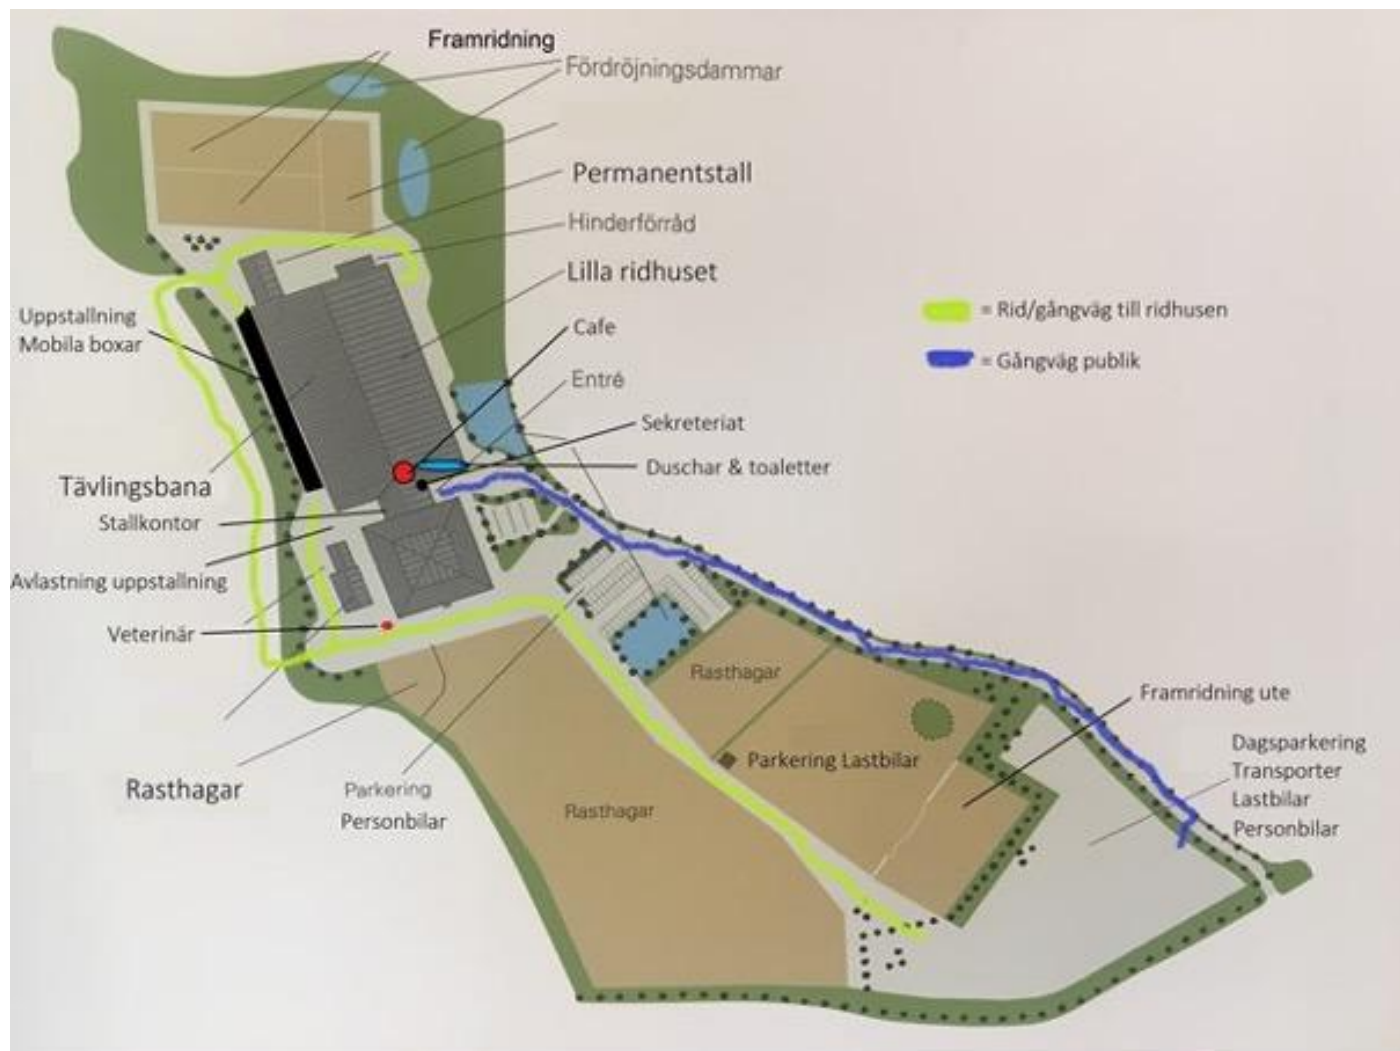 Framridning
Fördröjningsdammar
Permanentstall
Hinderförråd
Lilla ridhuset
Uppstallning
Mobila boxar
Cafe
= Rid/gångväg till ridhusen
= Gångväg publik
Entré
Sekreteriat
Duschar & toaletter
Tävlingsbana
Stallkontor
Avlastning uppstallning
Veterinär
Rasthagar
Framridning ute
Parkering Lastbilar
Dagsparkering
Transporter
Lastbilar
Personbilar
Rasthagar
Parkering
Personbilar
Rasthagar